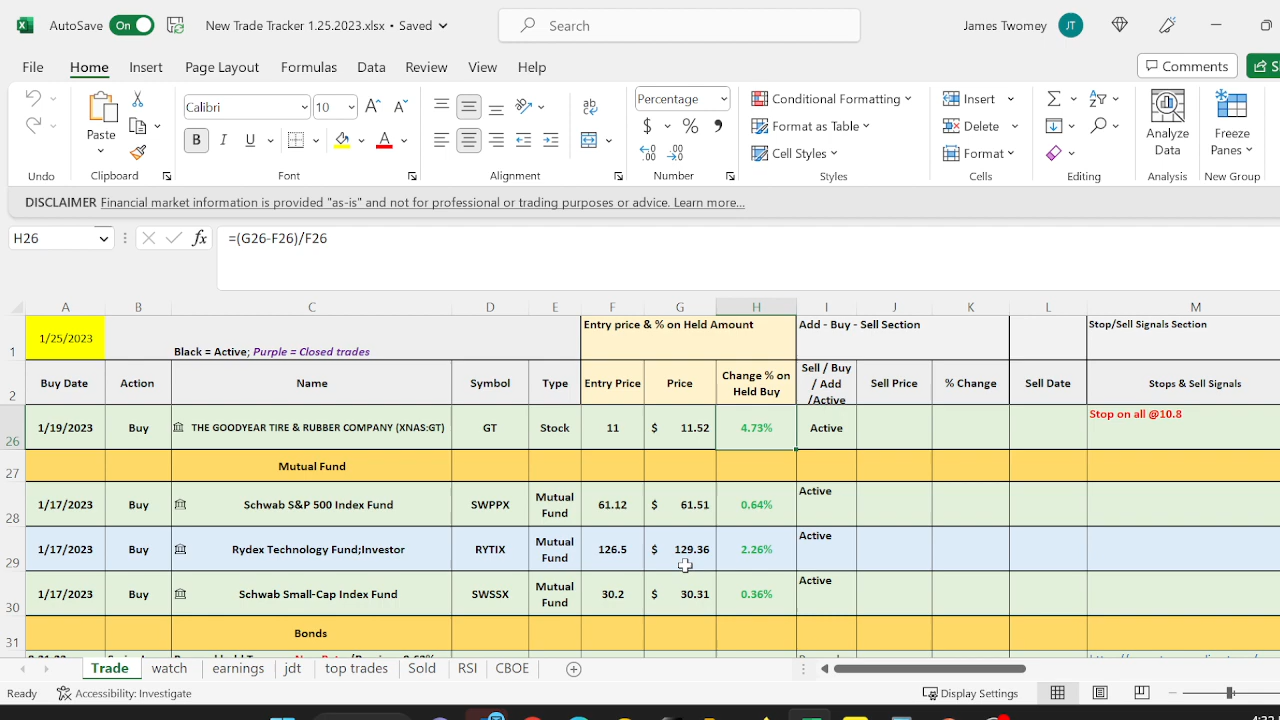 AutoSave On New Trade Tracker 1.25.2023.xlsx • Saved Search James Twomey JT
File Home Insert Page Layout Formulas Data Review View Help Comments
Calibri 10 Percentage Conditional Formatting Insert
Paste B I U $ % Format as Table Delete Analyze Data Freeze Panes
Cell Styles Format
Undo Clipboard Font Alignment Number Styles Cells Editing Analysis New Group
DISCLAIMER Financial market information is provided "as-is" and not for professional or trading purposes or advice. Learn more...
H26 fx =(G26-F26)/F26
A B C D E F G H I J K L M
1 1/25/2023 Black = Active; Purple = Closed trades Entry price & % on Held Amount Add - Buy - Sell Section Stop/Sell Signals Section
2 Buy Date Action Name Symbol Type Entry Price Price Change % on Held Buy Sell / Buy / Add /Active Sell Price % Change Sell Date Stops & Sell Signals
26 1/19/2023 Buy THE GOODYEAR TIRE & RUBBER COMPANY (XNAS:GT) GT Stock 11 $ 11.52 4.73% Active Stop on all @10.8
27 Mutual Fund
28 1/17/2023 Buy Schwab S&P 500 Index Fund SWPPX Mutual Fund 61.12 $ 61.51 0.64% Active
29 1/17/2023 Buy Rydex Technology Fund;Investor RYTIX Mutual Fund 126.5 $ 129.36 2.26% Active
30 1/17/2023 Buy Schwab Small-Cap Index Fund SWSSX Mutual Fund 30.2 $ 30.31 0.36% Active
31 Bonds
Trade watch earnings jdt top trades Sold RSI CBOE
Ready Accessibility: Investigate Display Settings